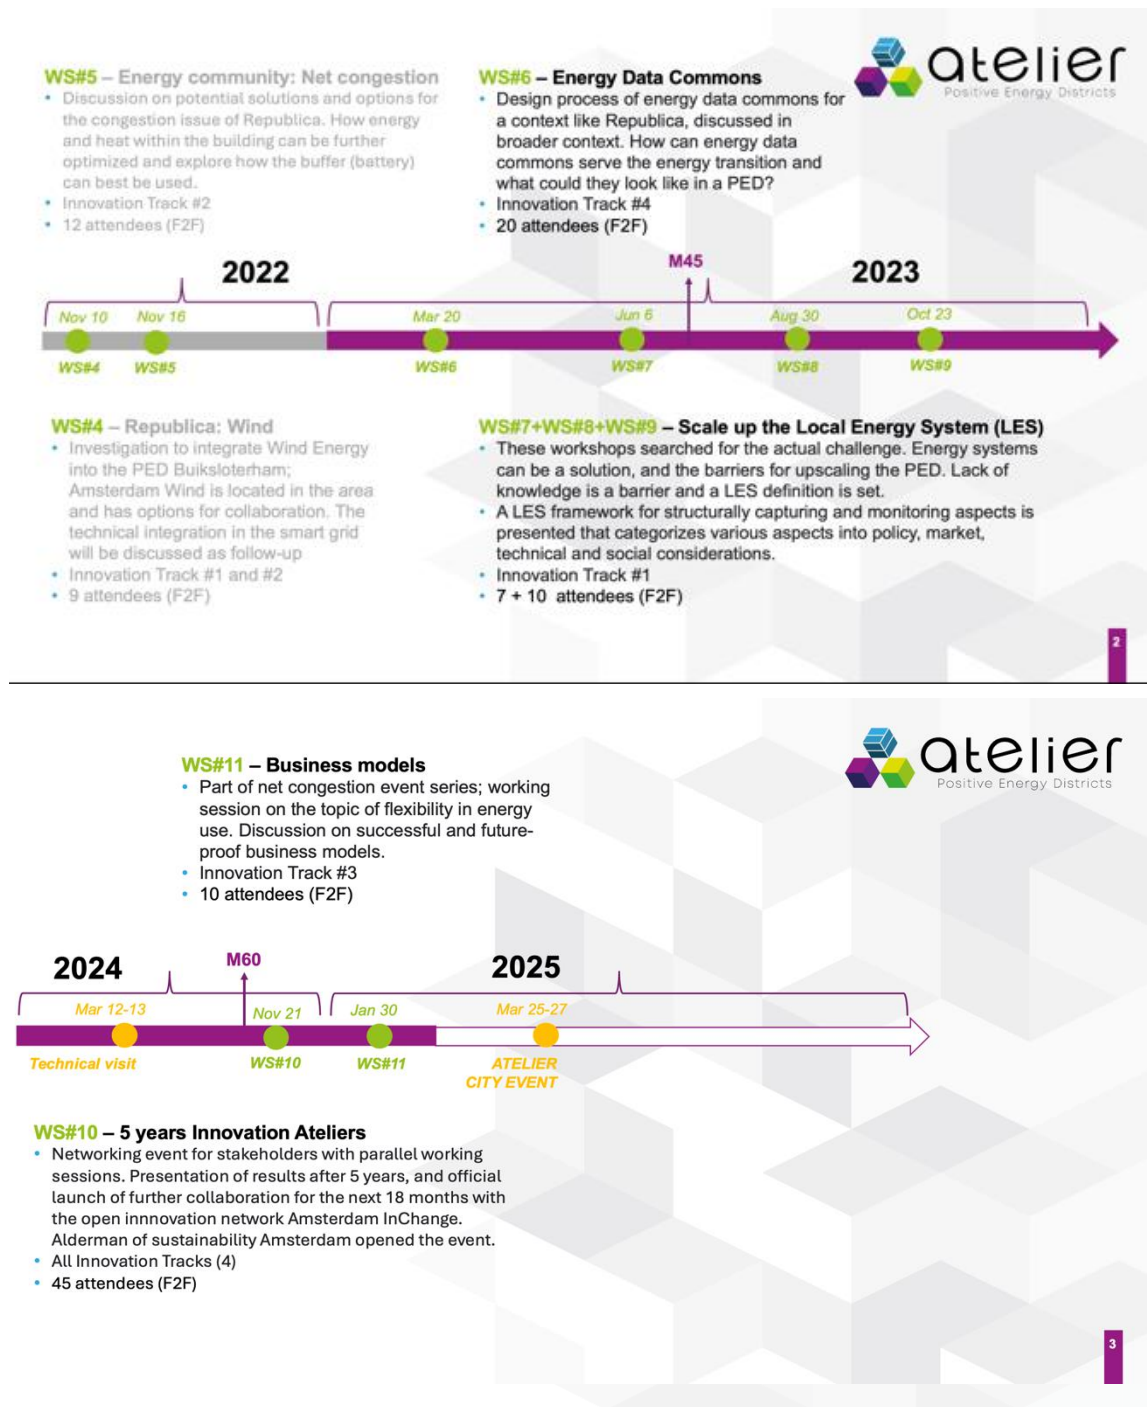 atelier
Positive Energy Districts
WS#5 – Energy community: Net congestion
• Discussion on potential solutions and options for
the congestion issue of Republica. How energy
and heat within the building can be further
optimized and explore how the buffer (battery)
can best be used.
• Innovation Track #2
• 12 attendees (F2F)
WS#6 – Energy Data Commons
• Design process of energy data commons for
a context like Republica, discussed in
broader context. How can energy data
commons serve the energy transition and
what could they look like in a PED?
• Innovation Track #4
• 20 attendees (F2F)
2022
M45
2023
Nov 10
Nov 16
Mar 20
Jun 6
Aug 30
Oct 23
WS#4
WS#5
WS#6
WS#7
WS#8
WS#9
WS#4 – Republica: Wind
• Investigation to integrate Wind Energy
into the PED Buiksloterham;
Amsterdam Wind is located in the area
and has options for collaboration. The
technical integration in the smart grid
will be discussed as follow-up
• Innovation Track #1 and #2
• 9 attendees (F2F)
WS#7+WS#8+WS#9 – Scale up the Local Energy System (LES)
• These workshops searched for the actual challenge. Energy systems
can be a solution, and the barriers for upscaling the PED. Lack of
knowledge is a barrier and a LES definition is set.
• A LES framework for structurally capturing and monitoring aspects is
presented that categorizes various aspects into policy, market,
technical and social considerations.
• Innovation Track #1
• 7 + 10 attendees (F2F)
2
atelier
Positive Energy Districts
WS#11 – Business models
• Part of net congestion event series; working
session on the topic of flexibility in energy
use. Discussion on successful and future-
proof business models.
• Innovation Track #3
• 10 attendees (F2F)
2024
M60
2025
Mar 12-13
Nov 21
Jan 30
Mar 25-27
Technical visit
WS#10
WS#11
ATELIER
CITY EVENT
WS#10 – 5 years Innovation Ateliers
• Networking event for stakeholders with parallel working
sessions. Presentation of results after 5 years, and official
launch of further collaboration for the next 18 months with
the open innnovation network Amsterdam InChange.
Alderman of sustainability Amsterdam opened the event.
• All Innovation Tracks (4)
• 45 attendees (F2F)
3